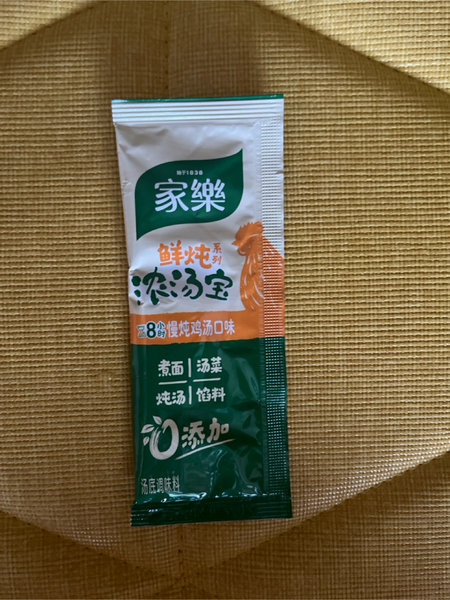 始于1838
家樂
鲜炖系列
浓汤宝
8小时慢炖鸡汤口味
煮面 汤菜
炖汤 馅料
0添加
汤底调味料